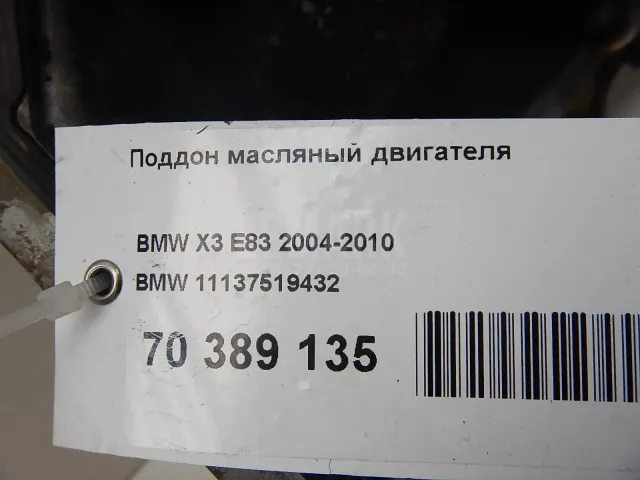 Поддон масляный двигателя
BMW X3 E83 2004-2010
BMW 11137519432
70 389 135